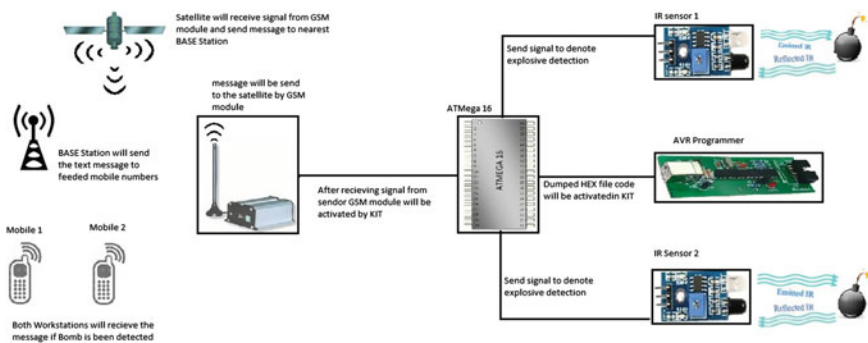 Satellite will receive signal from GSM
module and send message to nearest
BASE Station
IR sensor 1
Send signal to denote
explosive detection
Emited IR
Reflected IR
message will be send
to the satellite by GSM
module
ATMega 16
BASE Station will send
the text message to
feeded mobile numbers
ATMEGA 16
AVR Programmer
After recieving signal from
sendor GSM module will be
activated by KIT
Dumped HEX file code
will be activatedin KIT
Mobile 1
Mobile 2
IR Sensor 2
Send signal to denote
explosive detection
Emited IR
Reflected IR
Both Workstations will recieve the
message if Bomb is been detected